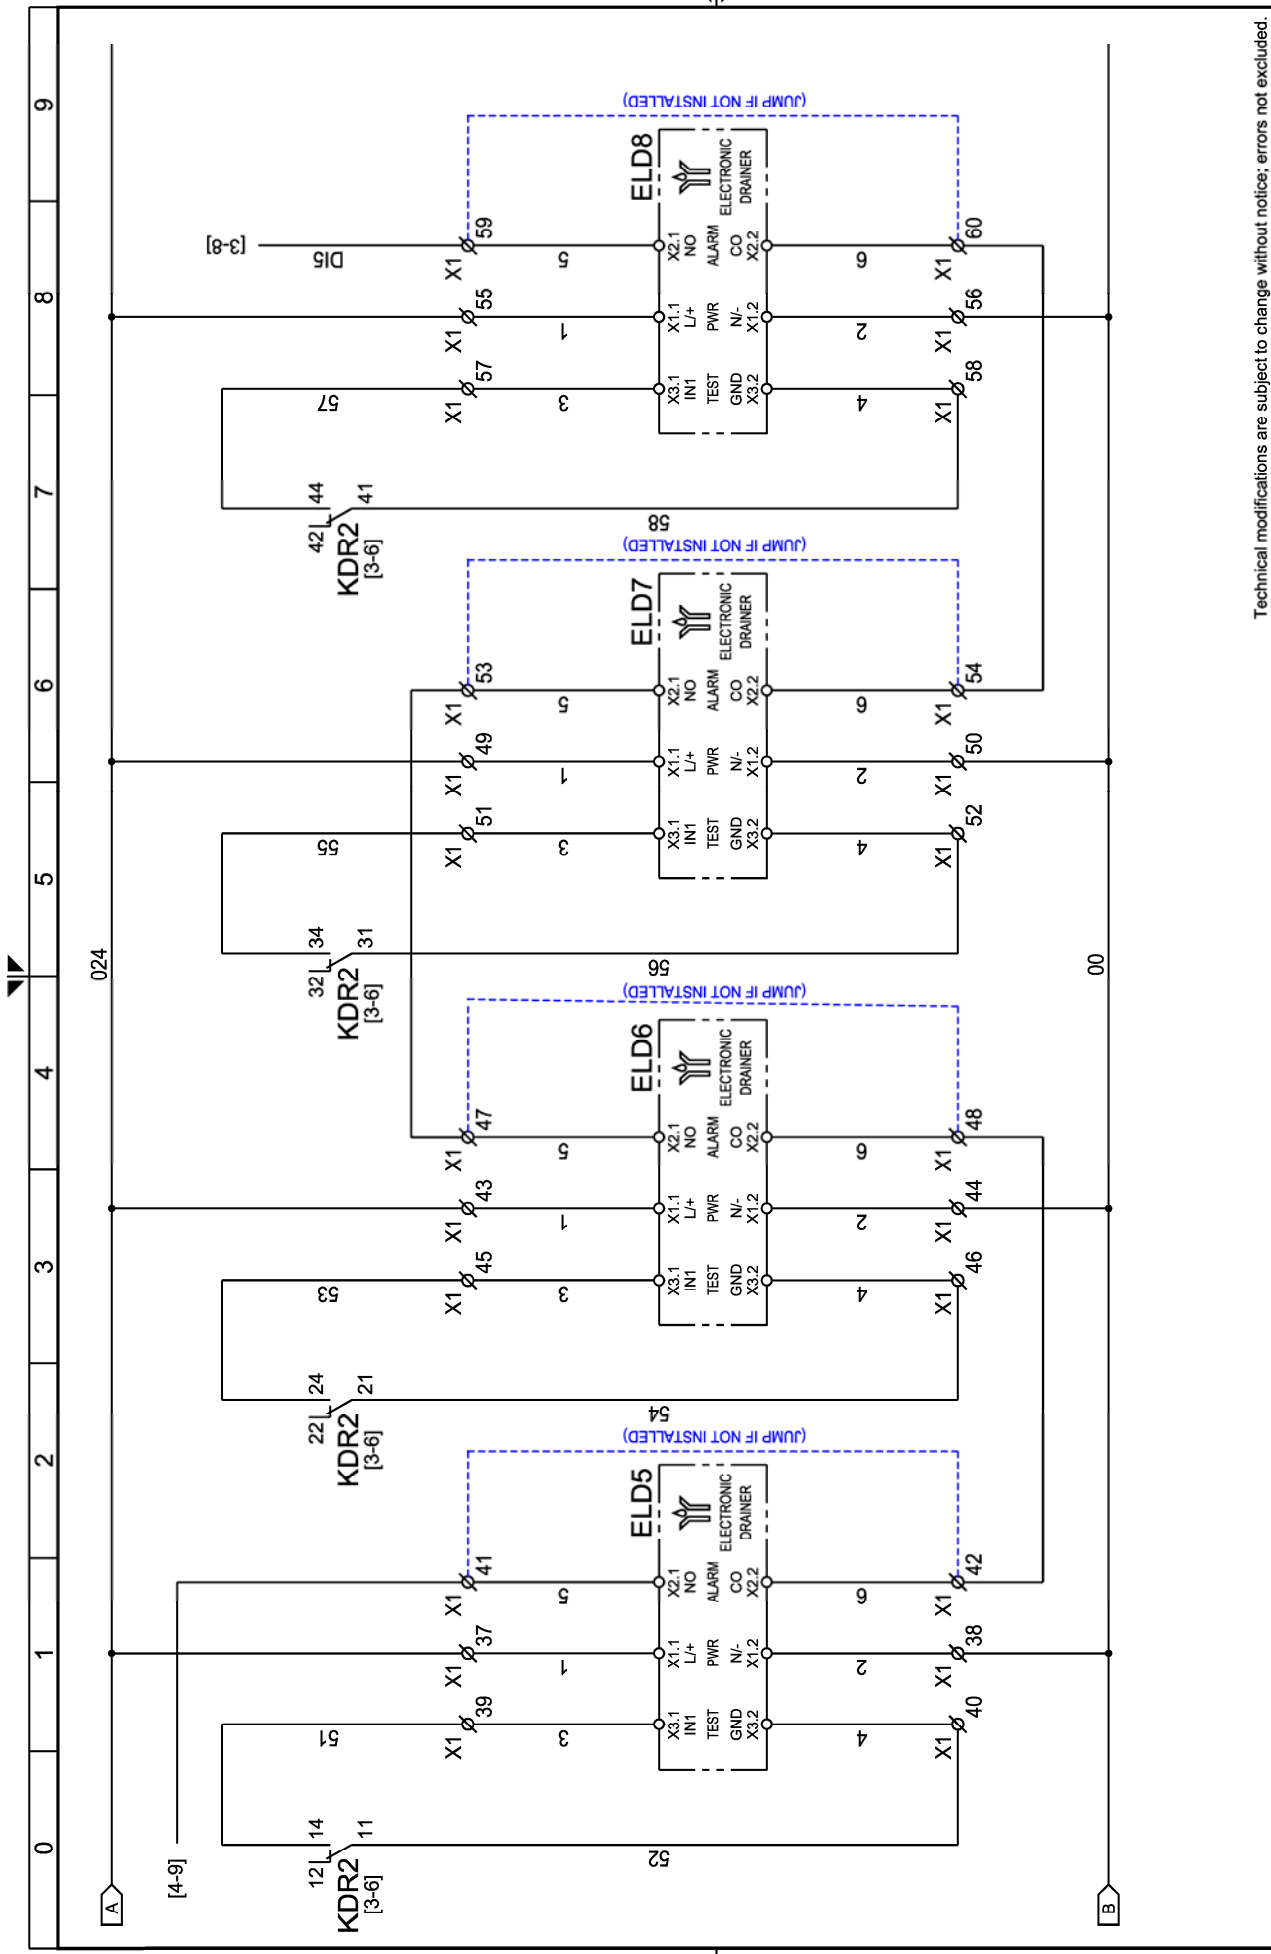 0 1 2 3 4 5 6 7 8 9
A
024
[4-9]
[3-8]
DI5
51
53
55
57
12 14
11
KDR2
[3-6]
22 24
21
KDR2
[3-6]
32 34
31
KDR2
[3-6]
42 44
41
KDR2
[3-6]
X1 39
X1 37
X1 41
X1 45
X1 43
X1 47
X1 51
X1 49
X1 53
X1 57
X1 55
X1 59
3 1 5
3 1 5
3 1 5
3 1 5
52
54
56
58
ELD5
X3.1 X1.1 X2.1
IN1 L/+ NO
TEST PWR ALARM
GND N/- CO
X3.2 X1.2 X2.2
ELECTRONIC
DRAINER
(JUMP IF NOT INSTALLED)
ELD6
X3.1 X1.1 X2.1
IN1 L/+ NO
TEST PWR ALARM
GND N/- CO
X3.2 X1.2 X2.2
ELECTRONIC
DRAINER
(JUMP IF NOT INSTALLED)
ELD7
X3.1 X1.1 X2.1
IN1 L/+ NO
TEST PWR ALARM
GND N/- CO
X3.2 X1.2 X2.2
ELECTRONIC
DRAINER
(JUMP IF NOT INSTALLED)
ELD8
X3.1 X1.1 X2.1
IN1 L/+ NO
TEST PWR ALARM
GND N/- CO
X3.2 X1.2 X2.2
ELECTRONIC
DRAINER
(JUMP IF NOT INSTALLED)
4 2 6
4 2 6
4 2 6
4 2 6
X1 40
X1 38
X1 42
X1 46
X1 44
X1 48
X1 52
X1 50
X1 54
X1 58
X1 56
X1 60
B
00
Technical modifications are subject to change without notice; errors not excluded.